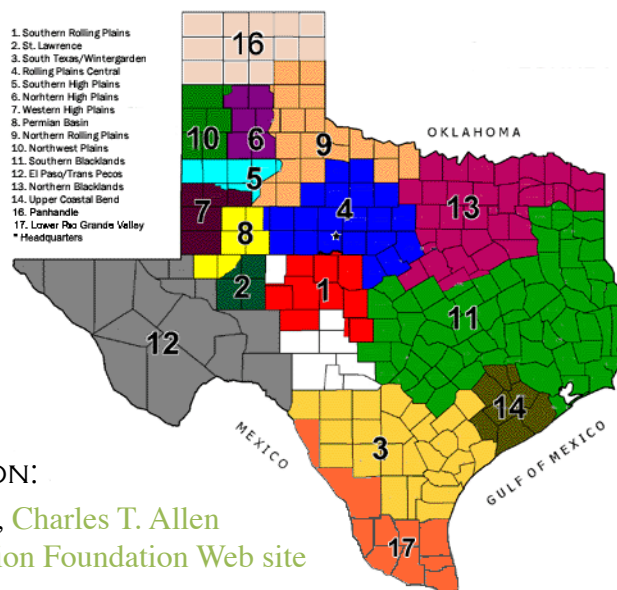 1. Southern Rolling Plains
2. St. Lawrence
3. South Texas/Wintergarden
4. Rolling Plains Central
5. Southern High Plains
6. Norhtern High Plains
7. Western High Plains
8. Permian Basin
9. Northern Rolling Plains
10. Northwest Plains
11. Southern Blacklands
12. El Paso/Trans Pecos
13. Northern Blacklands
14. Upper Coastal Bend
16. Panhandle
17. Lower Rio Grande Valley
* Headquarters
16
OKLAHOMA
10
6
9
5
4
13
7
8
2
1
11
12
14
3
MEXICO
GULF OF MEXICO
17
ON:
, Charles T. Allen
ion Foundation Web site